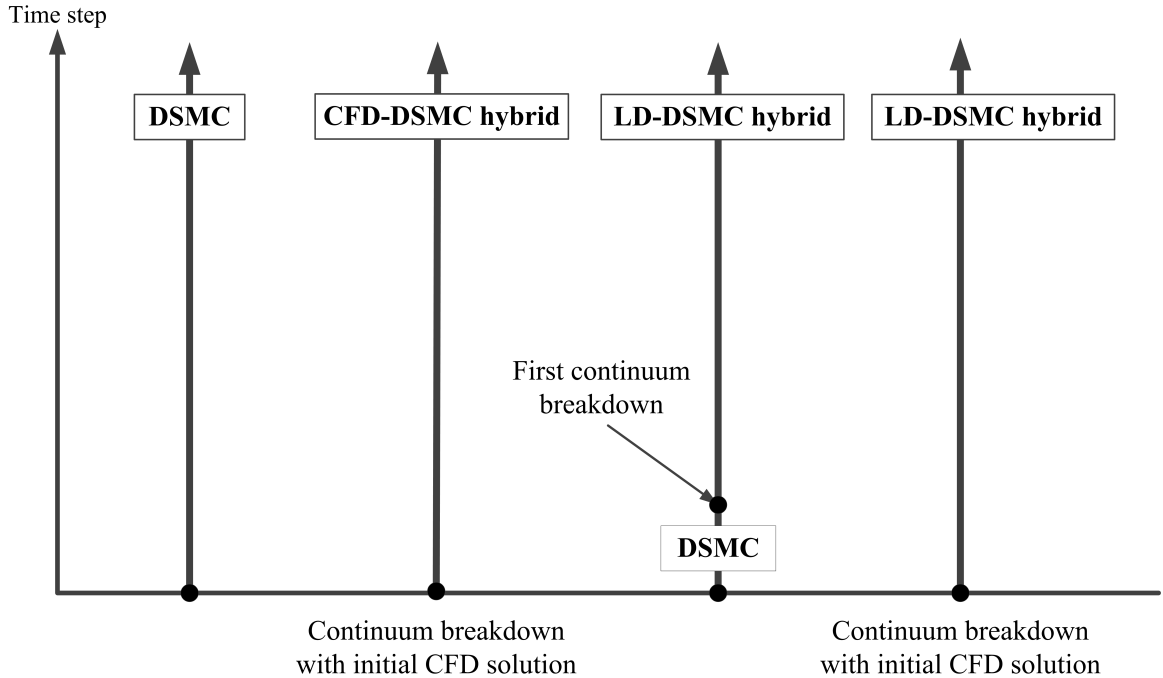 Time step
DSMC
CFD-DSMC hybrid
LD-DSMC hybrid
LD-DSMC hybrid
First continuum
breakdown
DSMC
Continuum breakdown
with initial CFD solution
Continuum breakdown
with initial CFD solution